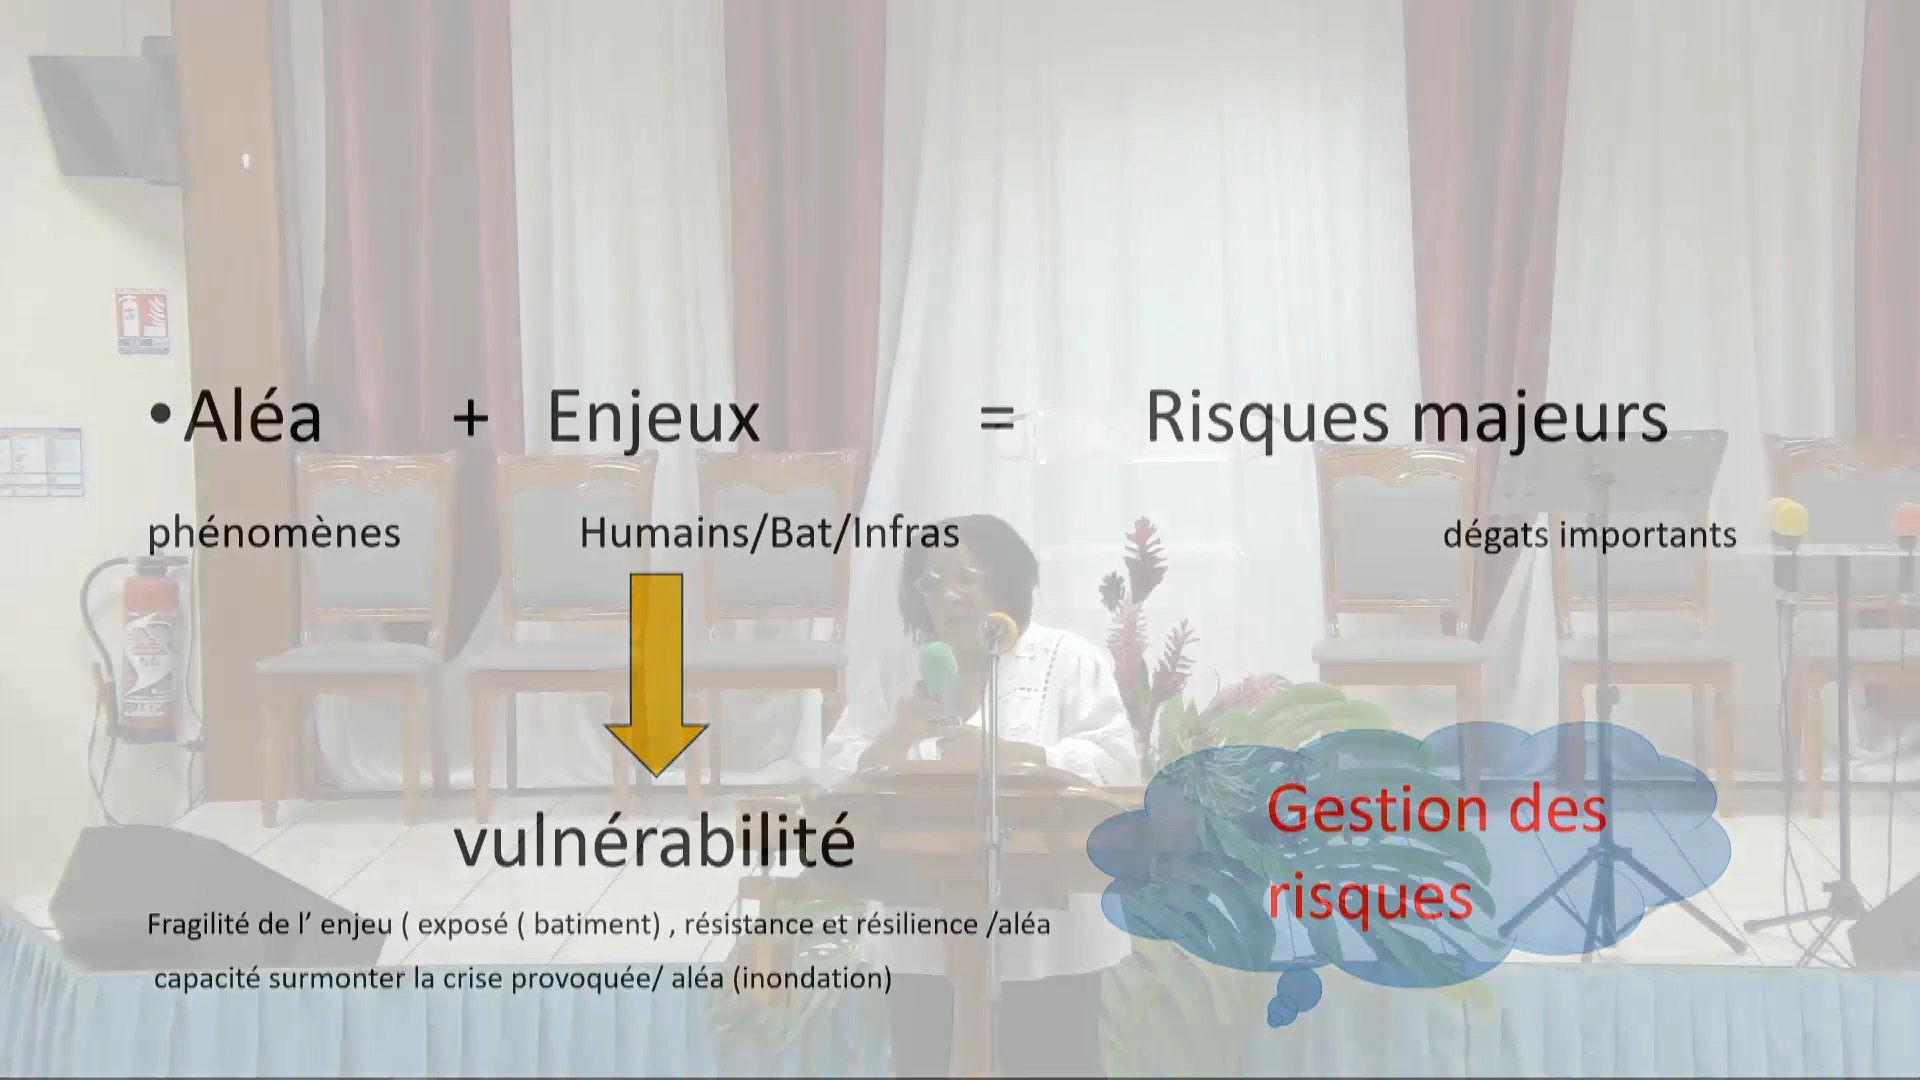 • Aléa + Enjeux = Risques majeurs
phénomènes Humains/Bat/Infras dégats importants
vulnérabilité
Gestion des
risques
Fragilité de l’ enjeu ( exposé ( batiment) , résistance et résilience /aléa
capacité surmonter la crise provoquée/ aléa (inondation)